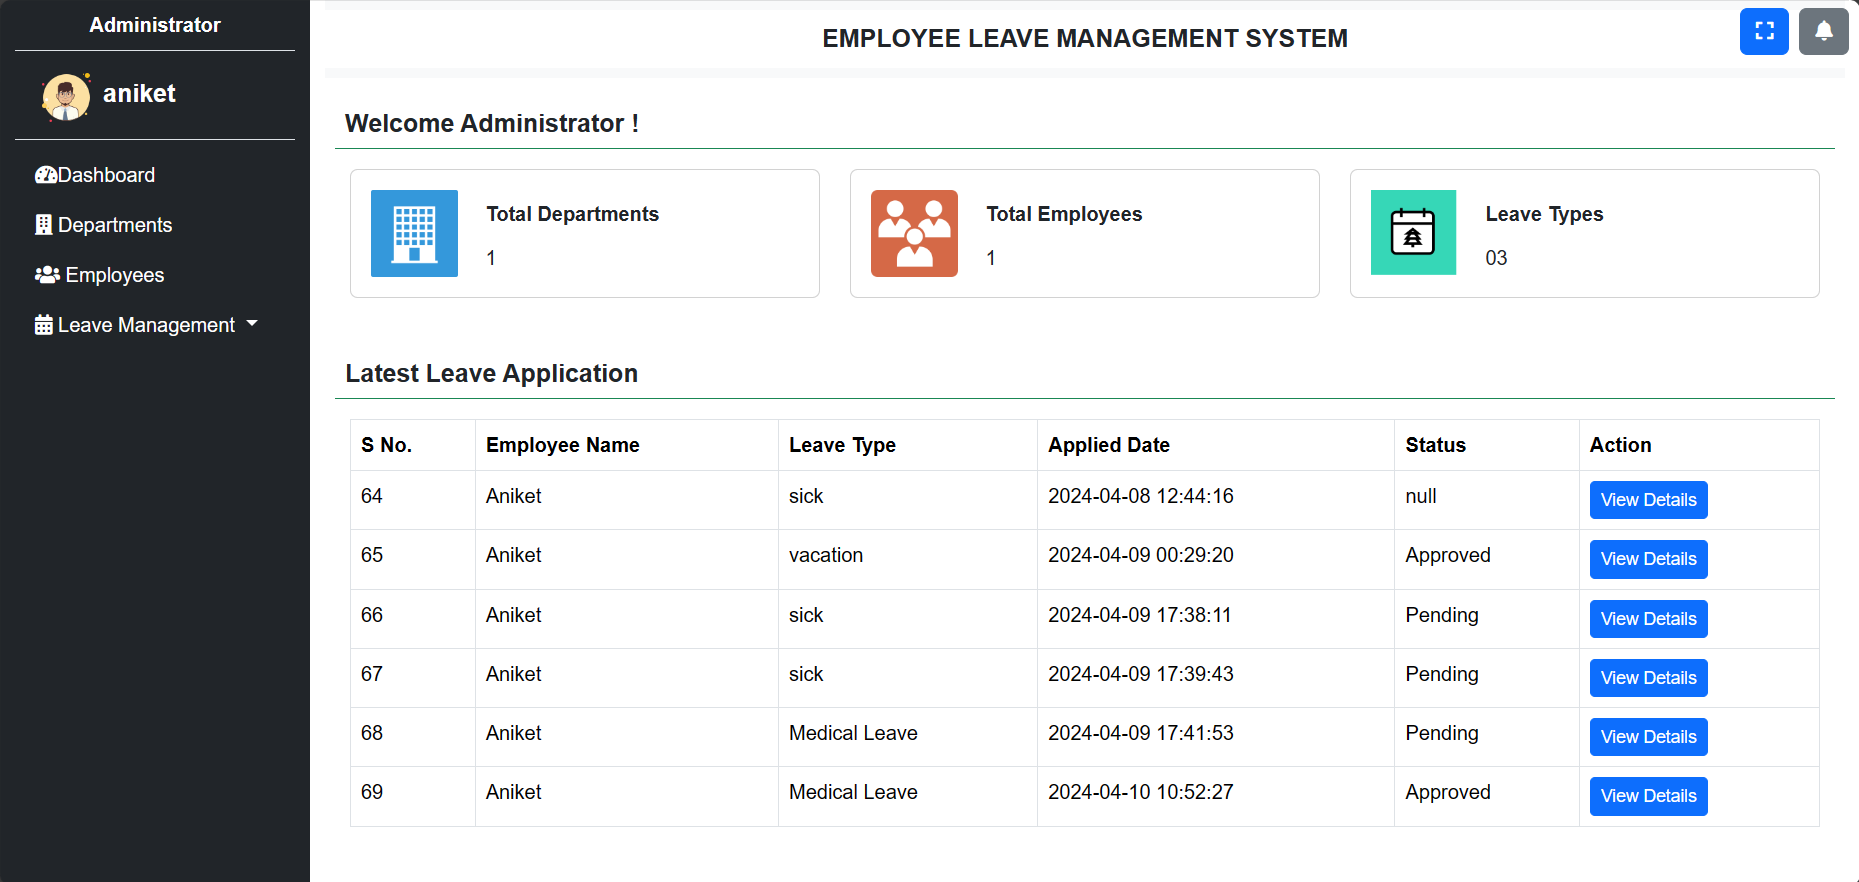 Administrator
aniket
Dashboard
Departments
Employees
Leave Management
EMPLOYEE LEAVE MANAGEMENT SYSTEM
Welcome Administrator !
Total Departments
1
Total Employees
1
Leave Types
03
Latest Leave Application
S No. Employee Name Leave Type Applied Date Status Action
64 Aniket sick 2024-04-08 12:44:16 null View Details
65 Aniket vacation 2024-04-09 00:29:20 Approved View Details
66 Aniket sick 2024-04-09 17:38:11 Pending View Details
67 Aniket sick 2024-04-09 17:39:43 Pending View Details
68 Aniket Medical Leave 2024-04-09 17:41:53 Pending View Details
69 Aniket Medical Leave 2024-04-10 10:52:27 Approved View Details